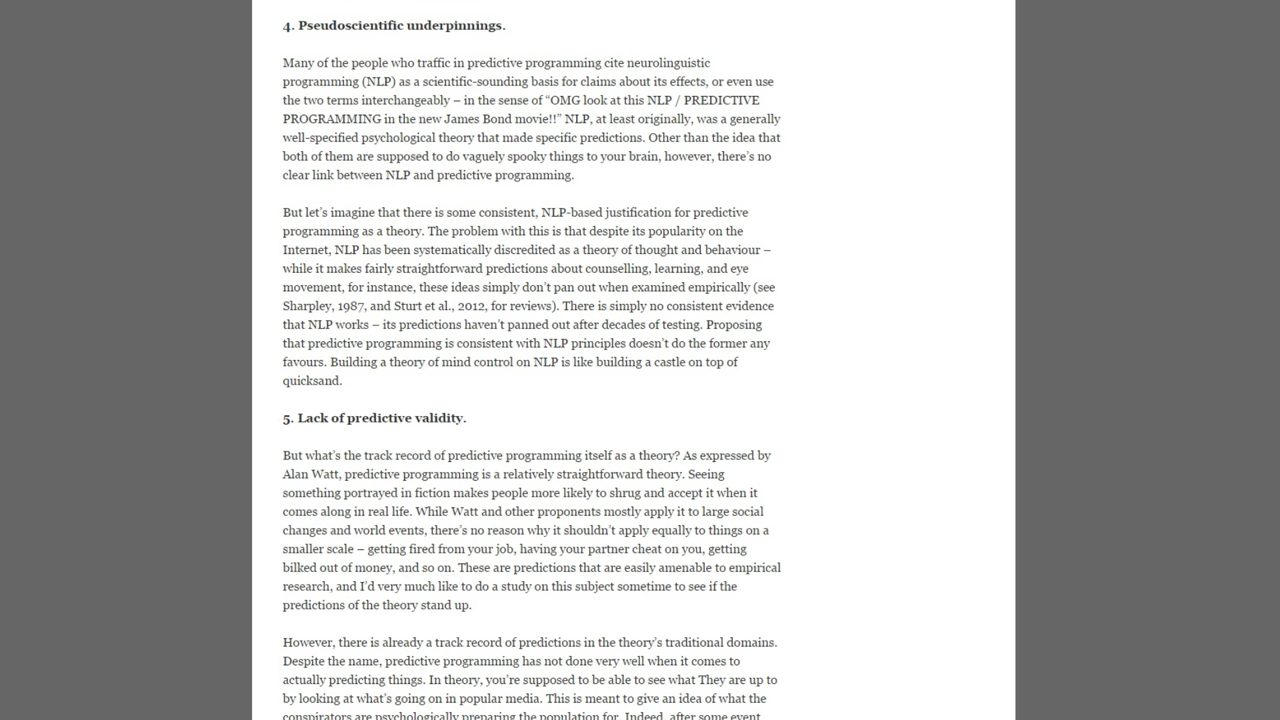 4. Pseudoscientific underpinnings.
Many of the people who traffic in predictive programming cite neurolinguistic
programming (NLP) as a scientific-sounding basis for claims about its effects, or even use
the two terms interchangeably – in the sense of “OMG look at this NLP / PREDICTIVE
PROGRAMMING in the new James Bond movie!!” NLP, at least originally, was a generally
well-specified psychological theory that made specific predictions. Other than the idea that
both of them are supposed to do vaguely spooky things to your brain, however, there’s no
clear link between NLP and predictive programming.
But let’s imagine that there is some consistent, NLP-based justification for predictive
programming as a theory. The problem with this is that despite its popularity on the
Internet, NLP has been systematically discredited as a theory of thought and behaviour –
while it makes fairly straightforward predictions about counselling, learning, and eye
movement, for instance, these ideas simply don’t pan out when examined empirically (see
Sharpley, 1987, and Sturt et al., 2012, for reviews). There is simply no consistent evidence
that NLP works – its predictions haven’t panned out after decades of testing. Proposing
that predictive programming is consistent with NLP principles doesn’t do the former any
favours. Building a theory of mind control on NLP is like building a castle on top of
quicksand.
5. Lack of predictive validity.
But what’s the track record of predictive programming itself as a theory? As expressed by
Alan Watt, predictive programming is a relatively straightforward theory. Seeing
something portrayed in fiction makes people more likely to shrug and accept it when it
comes along in real life. While Watt and other proponents mostly apply it to large social
changes and world events, there’s no reason why it shouldn’t apply equally to things on a
smaller scale – getting fired from your job, having your partner cheat on you, getting
bilked out of money, and so on. These are predictions that are easily amenable to empirical
research, and I’d very much like to do a study on this subject sometime to see if the
predictions of the theory stand up.
However, there is already a track record of predictions in the theory’s traditional domains.
Despite the name, predictive programming has not done very well when it comes to
actually predicting things. In theory, you’re supposed to be able to see what They are up to
by looking at what’s going on in popular media. This is meant to give an idea of what the
conspirators are psychologically preparing the population for. Indeed, after some event